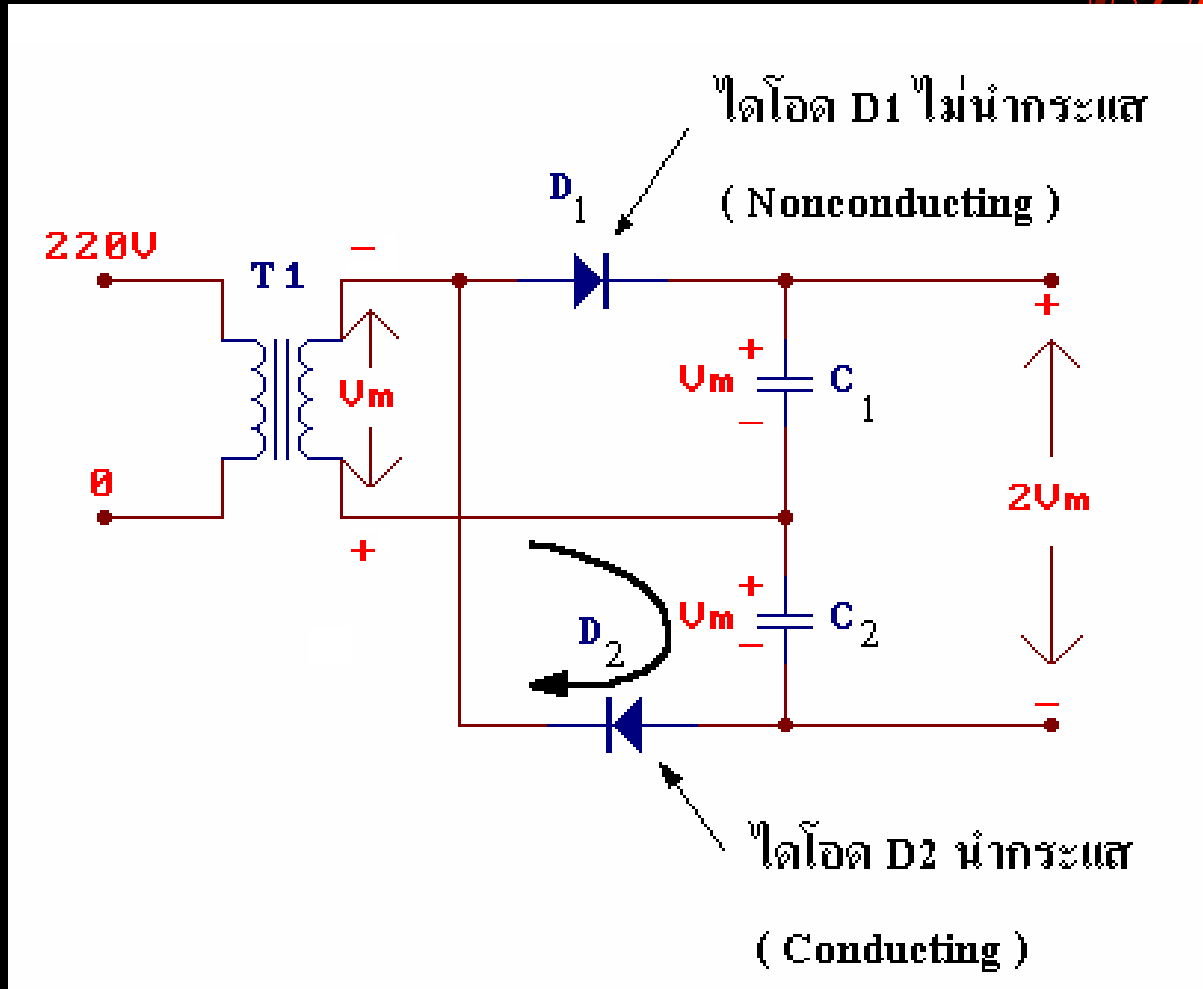 ไดโอด D1 ไม่นำกระแส
( Nonconducting )
D1
220V
T1
−
+
Vm
+
Vm
C1
−
0
2Vm
+
+
Vm
C2
−
D2
−
ไดโอด D2 นำกระแส
( Conducting )